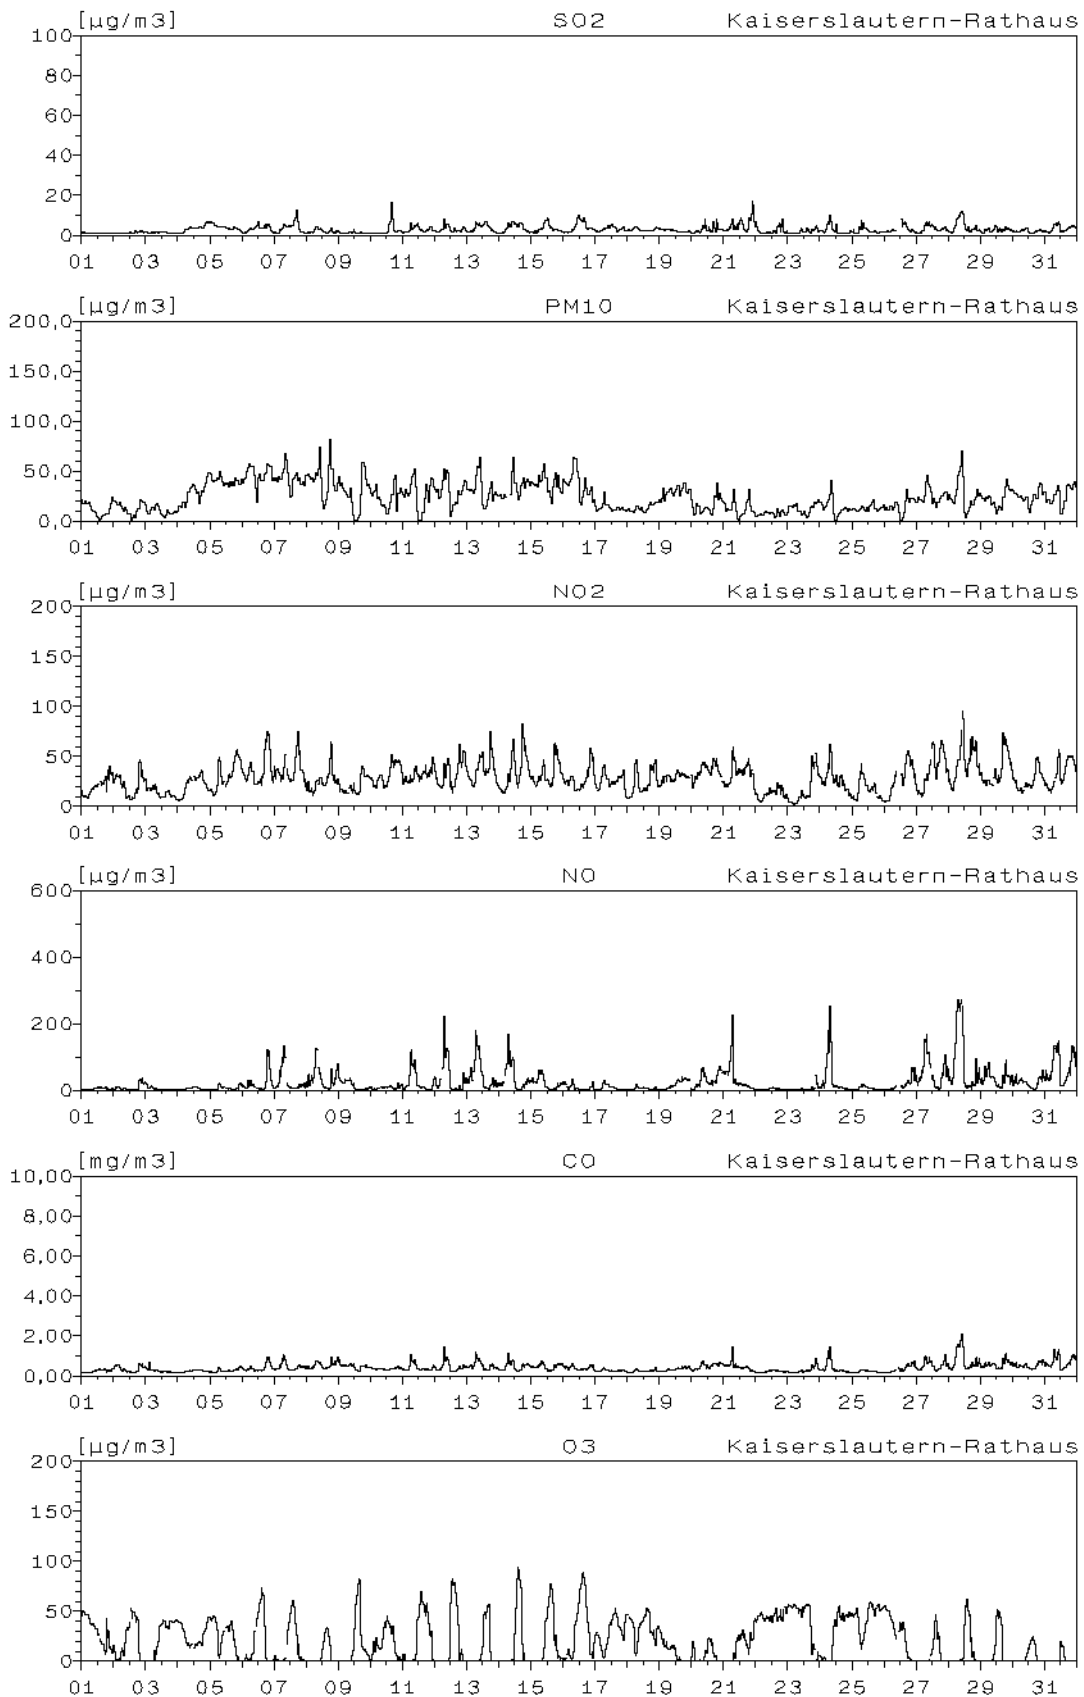 [µg/m3] SO2 Kaiserslautern-Rathaus
100
80
60
40
20
0
01 03 05 07 09 11 13 15 17 19 21 23 25 27 29 31
[µg/m3] PM10 Kaiserslautern-Rathaus
200,0
150,0
100,0
50,0
0,0
01 03 05 07 09 11 13 15 17 19 21 23 25 27 29 31
[µg/m3] NO2 Kaiserslautern-Rathaus
200
150
100
50
0
01 03 05 07 09 11 13 15 17 19 21 23 25 27 29 31
[µg/m3] NO Kaiserslautern-Rathaus
600
400
200
0
01 03 05 07 09 11 13 15 17 19 21 23 25 27 29 31
[mg/m3] CO Kaiserslautern-Rathaus
10,00
8,00
6,00
4,00
2,00
0,00
01 03 05 07 09 11 13 15 17 19 21 23 25 27 29 31
[µg/m3] O3 Kaiserslautern-Rathaus
200
150
100
50
0
01 03 05 07 09 11 13 15 17 19 21 23 25 27 29 31